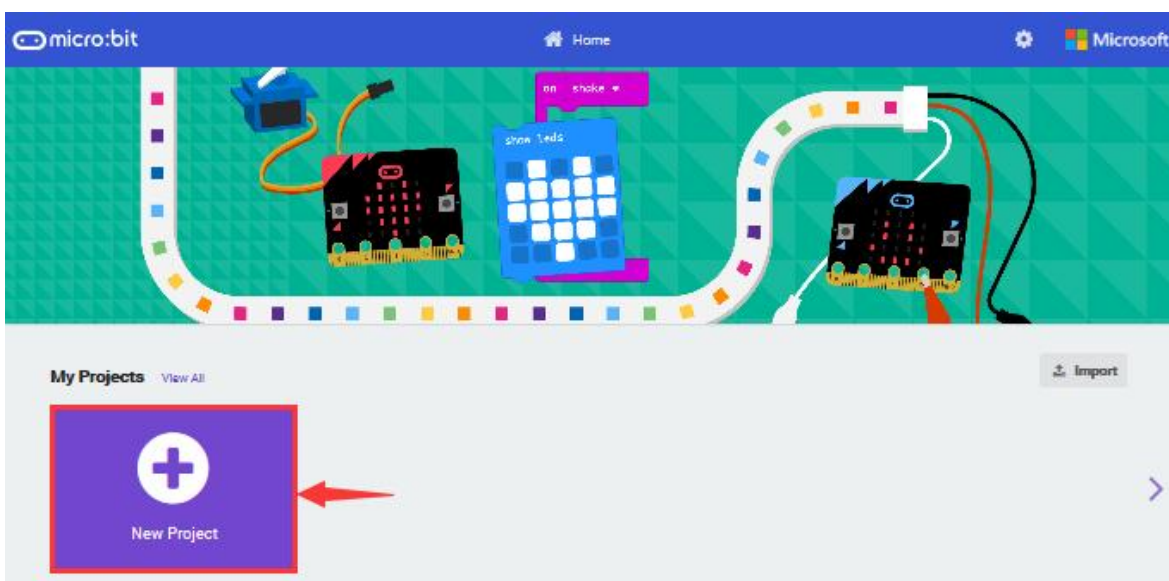 micro:bit
Home
Microsoft
on shake
show leds
My Projects View All
Import
New Project